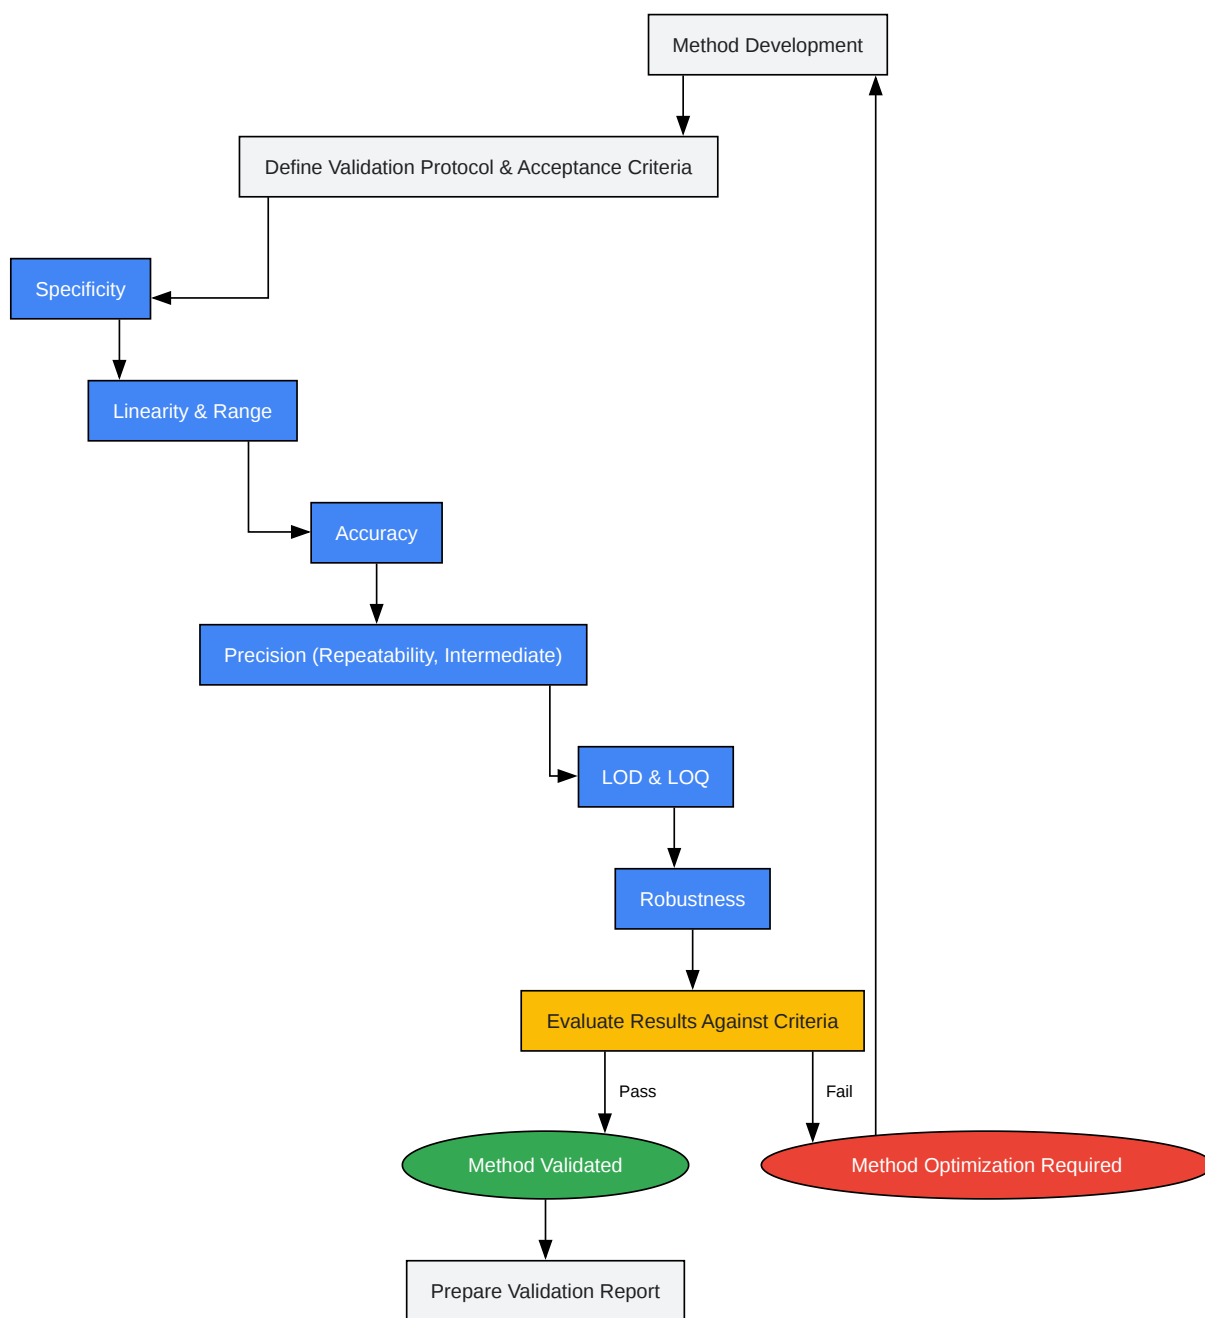 Method Development
Define Validation Protocol & Acceptance Criteria
Specificity
Linearity & Range
Accuracy
Precision (Repeatability, Intermediate)
LOD & LOQ
Robustness
Evaluate Results Against Criteria
Pass
Fail
Method Validated
Method Optimization Required
Prepare Validation Report